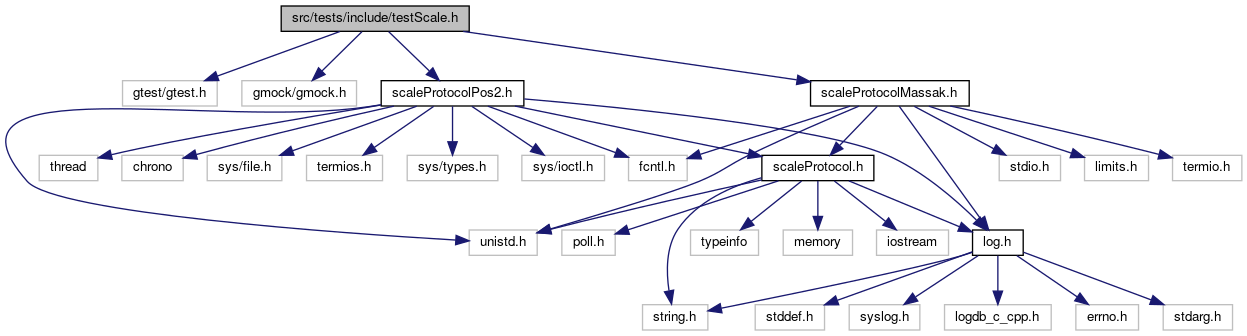 src/tests/include/testScale.h
gtest/gtest.h
gmock/gmock.h
scaleProtocolPos2.h
scaleProtocolMassak.h
thread
chrono
sys/file.h
termios.h
sys/types.h
sys/ioctl.h
fcntl.h
scaleProtocol.h
stdio.h
limits.h
termio.h
unistd.h
poll.h
typeinfo
memory
iostream
log.h
string.h
stddef.h
syslog.h
logdb_c_cpp.h
errno.h
stdarg.h